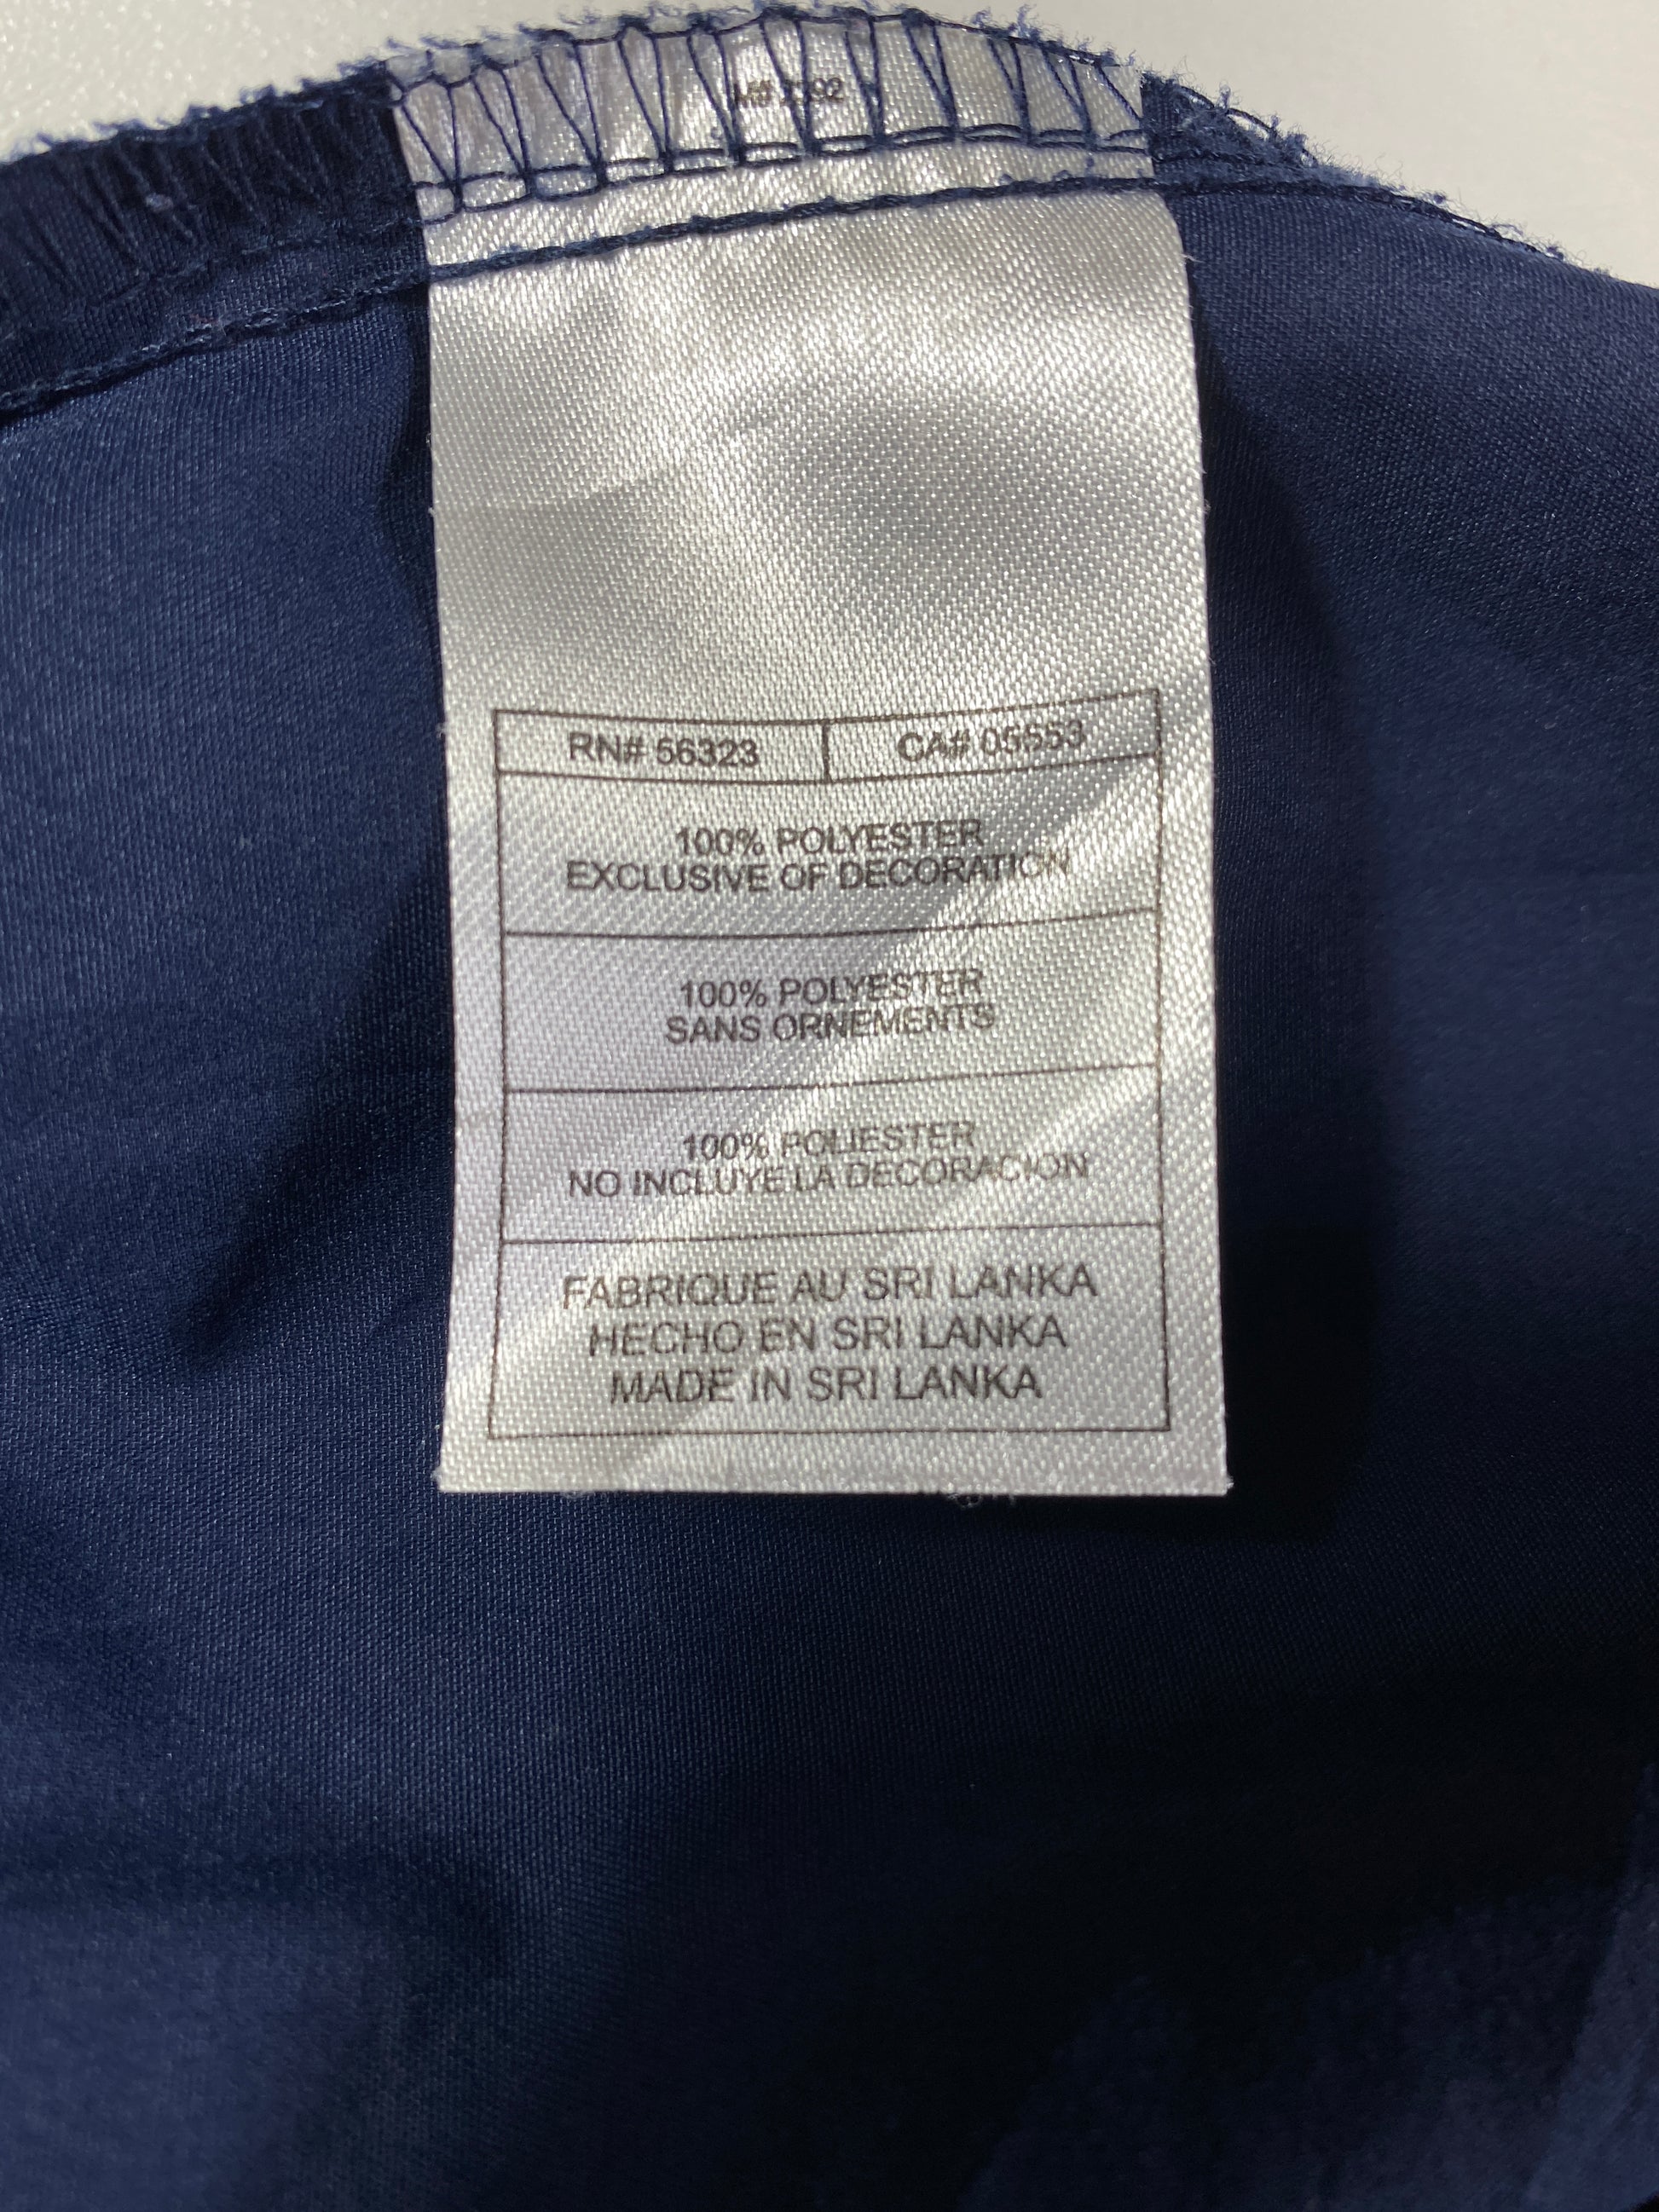 RN# 56323 CA# 05553
100% POLYESTER
EXCLUSIVE OF DECORATION
100% POLYESTER
SANS ORNEMENTS
100% POLIESTER
NO INCLUYE LA DECORACION
FABRIQUE AU SRI LANKA
HECHO EN SRI LANKA
MADE IN SRI LANKA